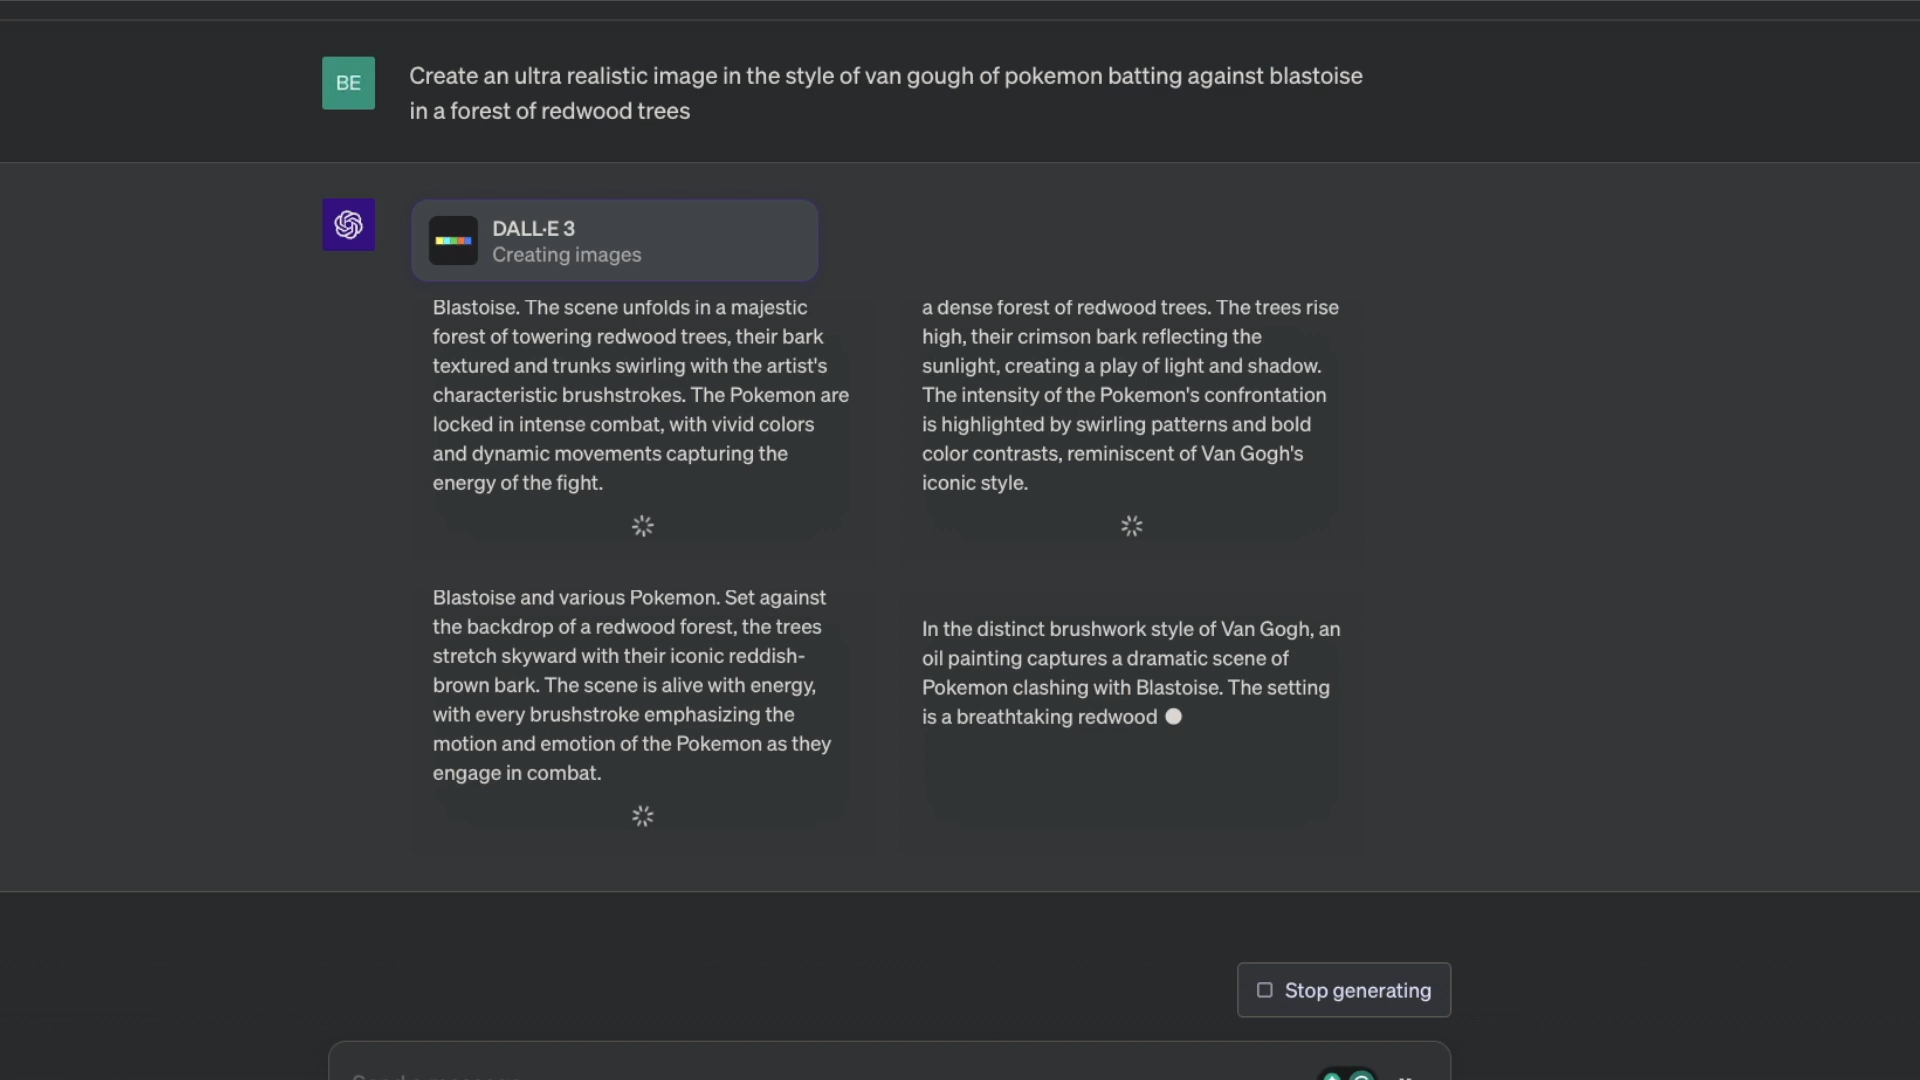 BE
Create an ultra realistic image in the style of van gough of pokemon batting against blastoise
in a forest of redwood trees
DALL·E 3
Creating images
Blastoise. The scene unfolds in a majestic
forest of towering redwood trees, their bark
textured and trunks swirling with the artist's
characteristic brushstrokes. The Pokemon are
locked in intense combat, with vivid colors
and dynamic movements capturing the
energy of the fight.
a dense forest of redwood trees. The trees rise
high, their crimson bark reflecting the
sunlight, creating a play of light and shadow.
The intensity of the Pokemon's confrontation
is highlighted by swirling patterns and bold
color contrasts, reminiscent of Van Gogh's
iconic style.
Blastoise and various Pokemon. Set against
the backdrop of a redwood forest, the trees
stretch skyward with their iconic reddish-
brown bark. The scene is alive with energy,
with every brushstroke emphasizing the
motion and emotion of the Pokemon as they
engage in combat.
In the distinct brushwork style of Van Gogh, an
oil painting captures a dramatic scene of
Pokemon clashing with Blastoise. The setting
is a breathtaking redwood
Stop generating